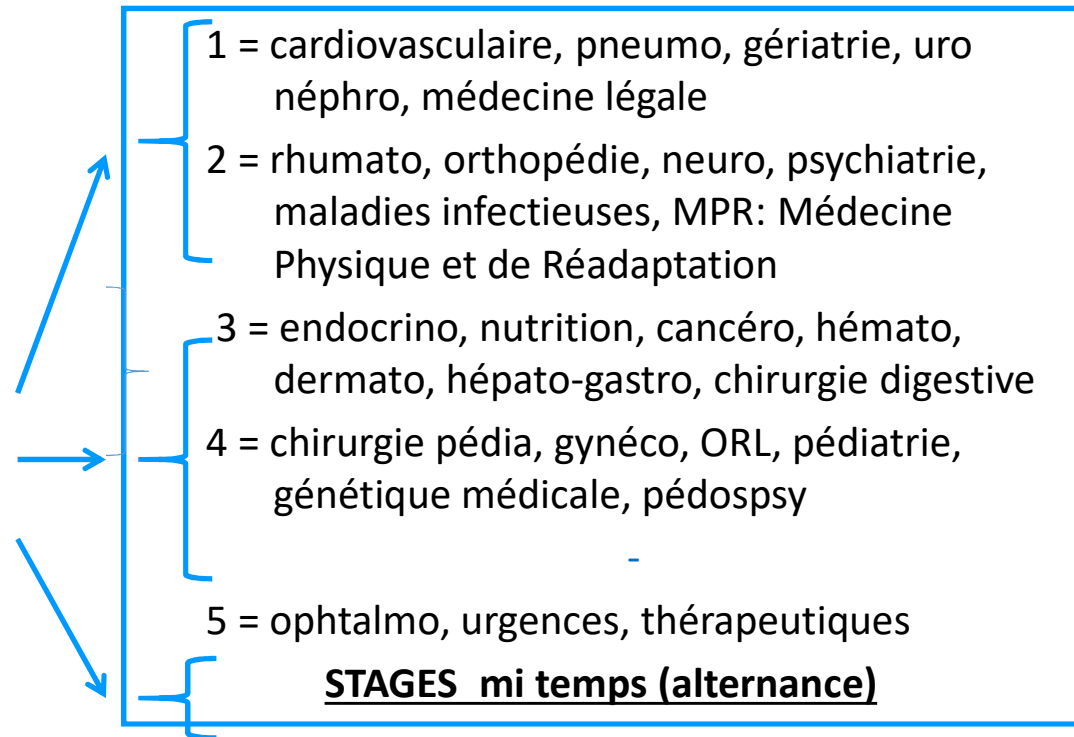 1 = cardiovasculaire, pneumo, gériatrie, uro
néphro, médecine légale
2 = rhumato, orthopédie, neuro, psychiatrie,
maladies infectieuses, MPR: Médecine
Physique et de Réadaptation
3 = endocrino, nutrition, cancéro, hémato,
dermato, hépato-gastro, chirurgie digestive
4 = chirurgie pédia, gynéco, ORL, pédiatrie,
génétique médicale, pédospsy
-
5 = ophtalmo, urgences, thérapeutiques
STAGES mi temps (alternance)